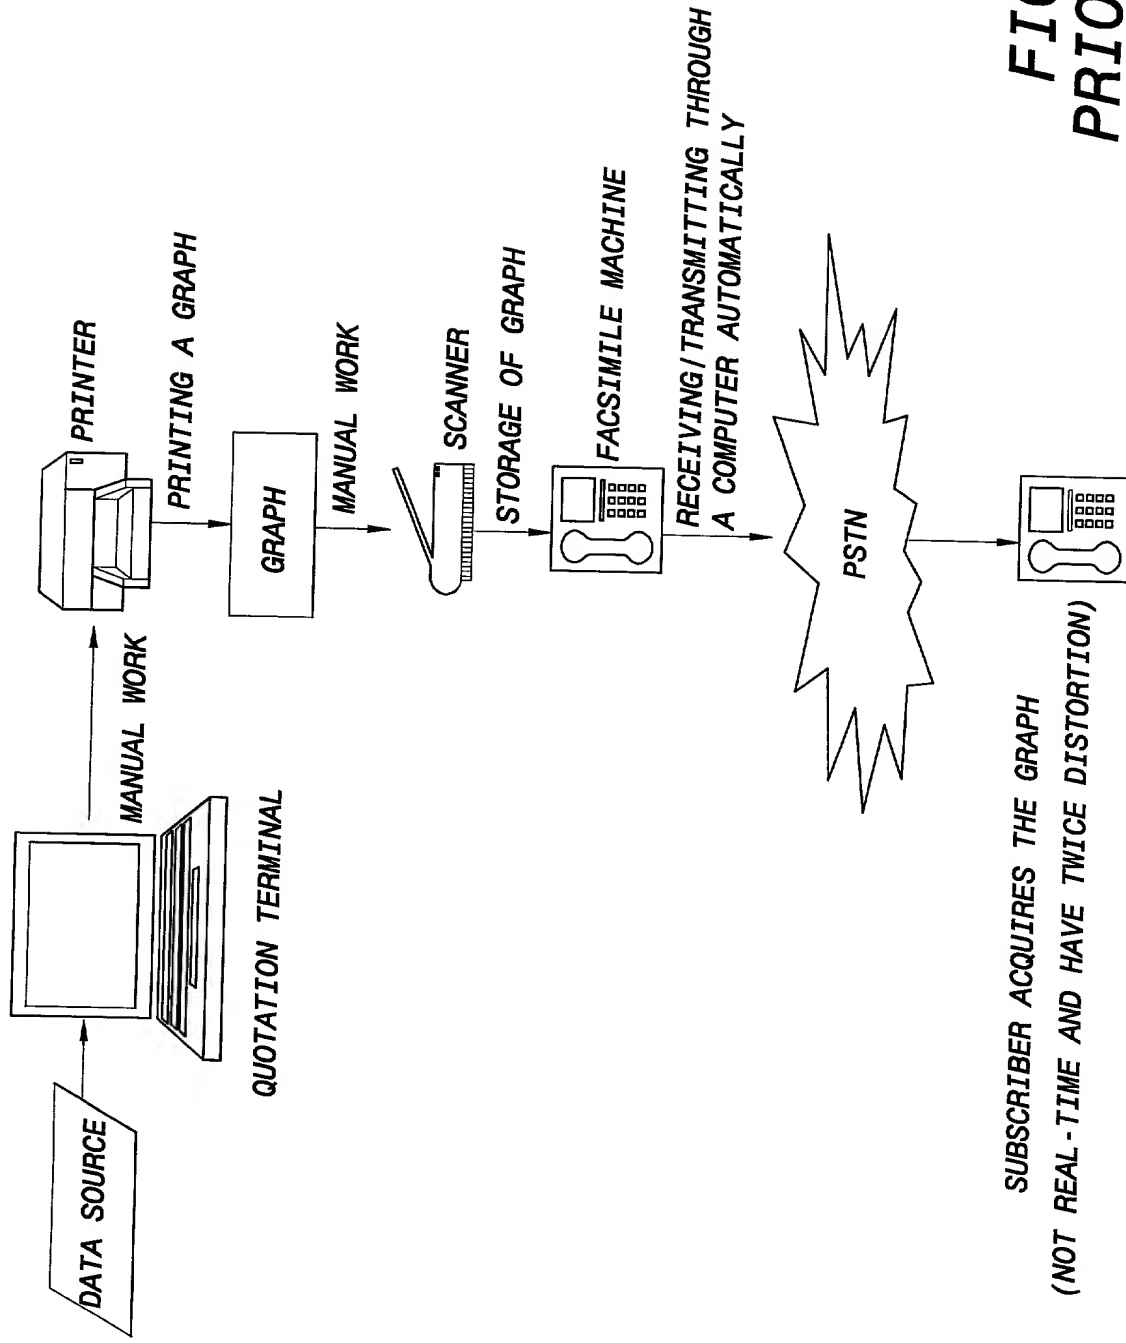 DATA SOURCE
QUOTATION TERMINAL
MANUAL WORK
PRINTER
PRINTING A GRAPH
GRAPH
MANUAL WORK
SCANNER
STORAGE OF GRAPH
FACSIMILE MACHINE
RECEIVING/TRANSMITTING THROUGH
A COMPUTER AUTOMATICALLY
PSTN
SUBSCRIBER ACQUIRES THE GRAPH
(NOT REAL-TIME AND HAVE TWICE DISTORTION)